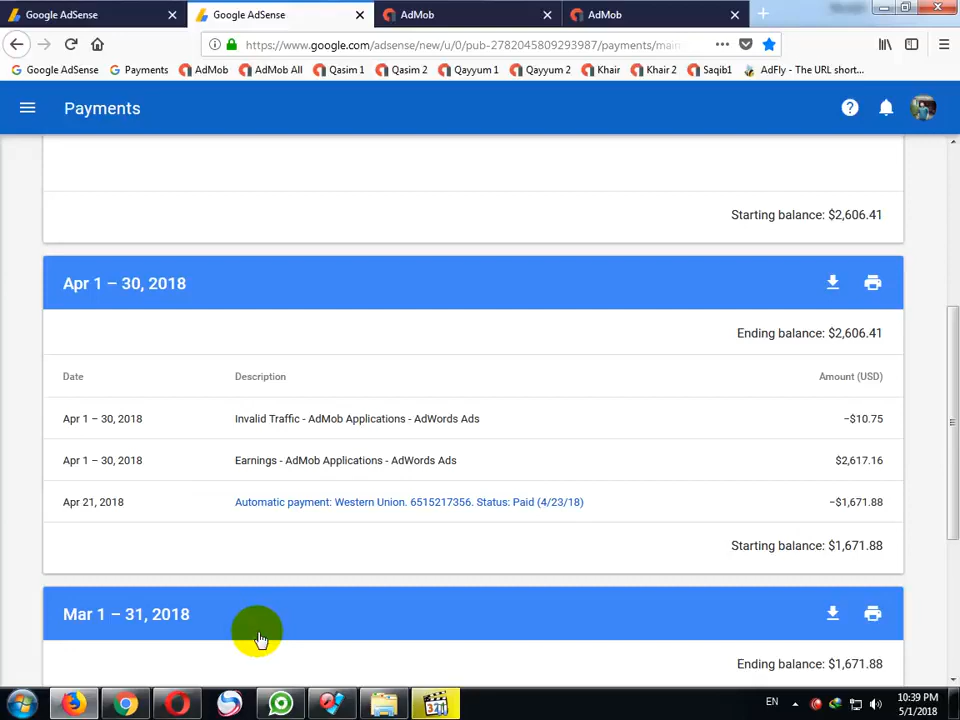 Google AdSense
Google AdSense
AdMob
AdMob
https://www.google.com/adsense/new/u/0/pub-2782045809293987/payments/main
Google AdSense
Payments
AdMob
AdMob All
Qasim 1
Qasim 2
Qayyum 1
Qayyum 2
Khair
Khair 2
Saqib1
AdFly - The URL short...
Payments
Starting balance: $2,606.41
Apr 1 – 30, 2018
Ending balance: $2,606.41
Date Description Amount (USD)
Apr 1 – 30, 2018 Invalid Traffic - AdMob Applications - AdWords Ads −$10.75
Apr 1 – 30, 2018 Earnings - AdMob Applications - AdWords Ads $2,617.16
Apr 21, 2018 Automatic payment: Western Union. 6515217356. Status: Paid (4/23/18) −$1,671.88
Starting balance: $1,671.88
Mar 1 – 31, 2018
Ending balance: $1,671.88
321
EN
10:39 PM
5/1/2018